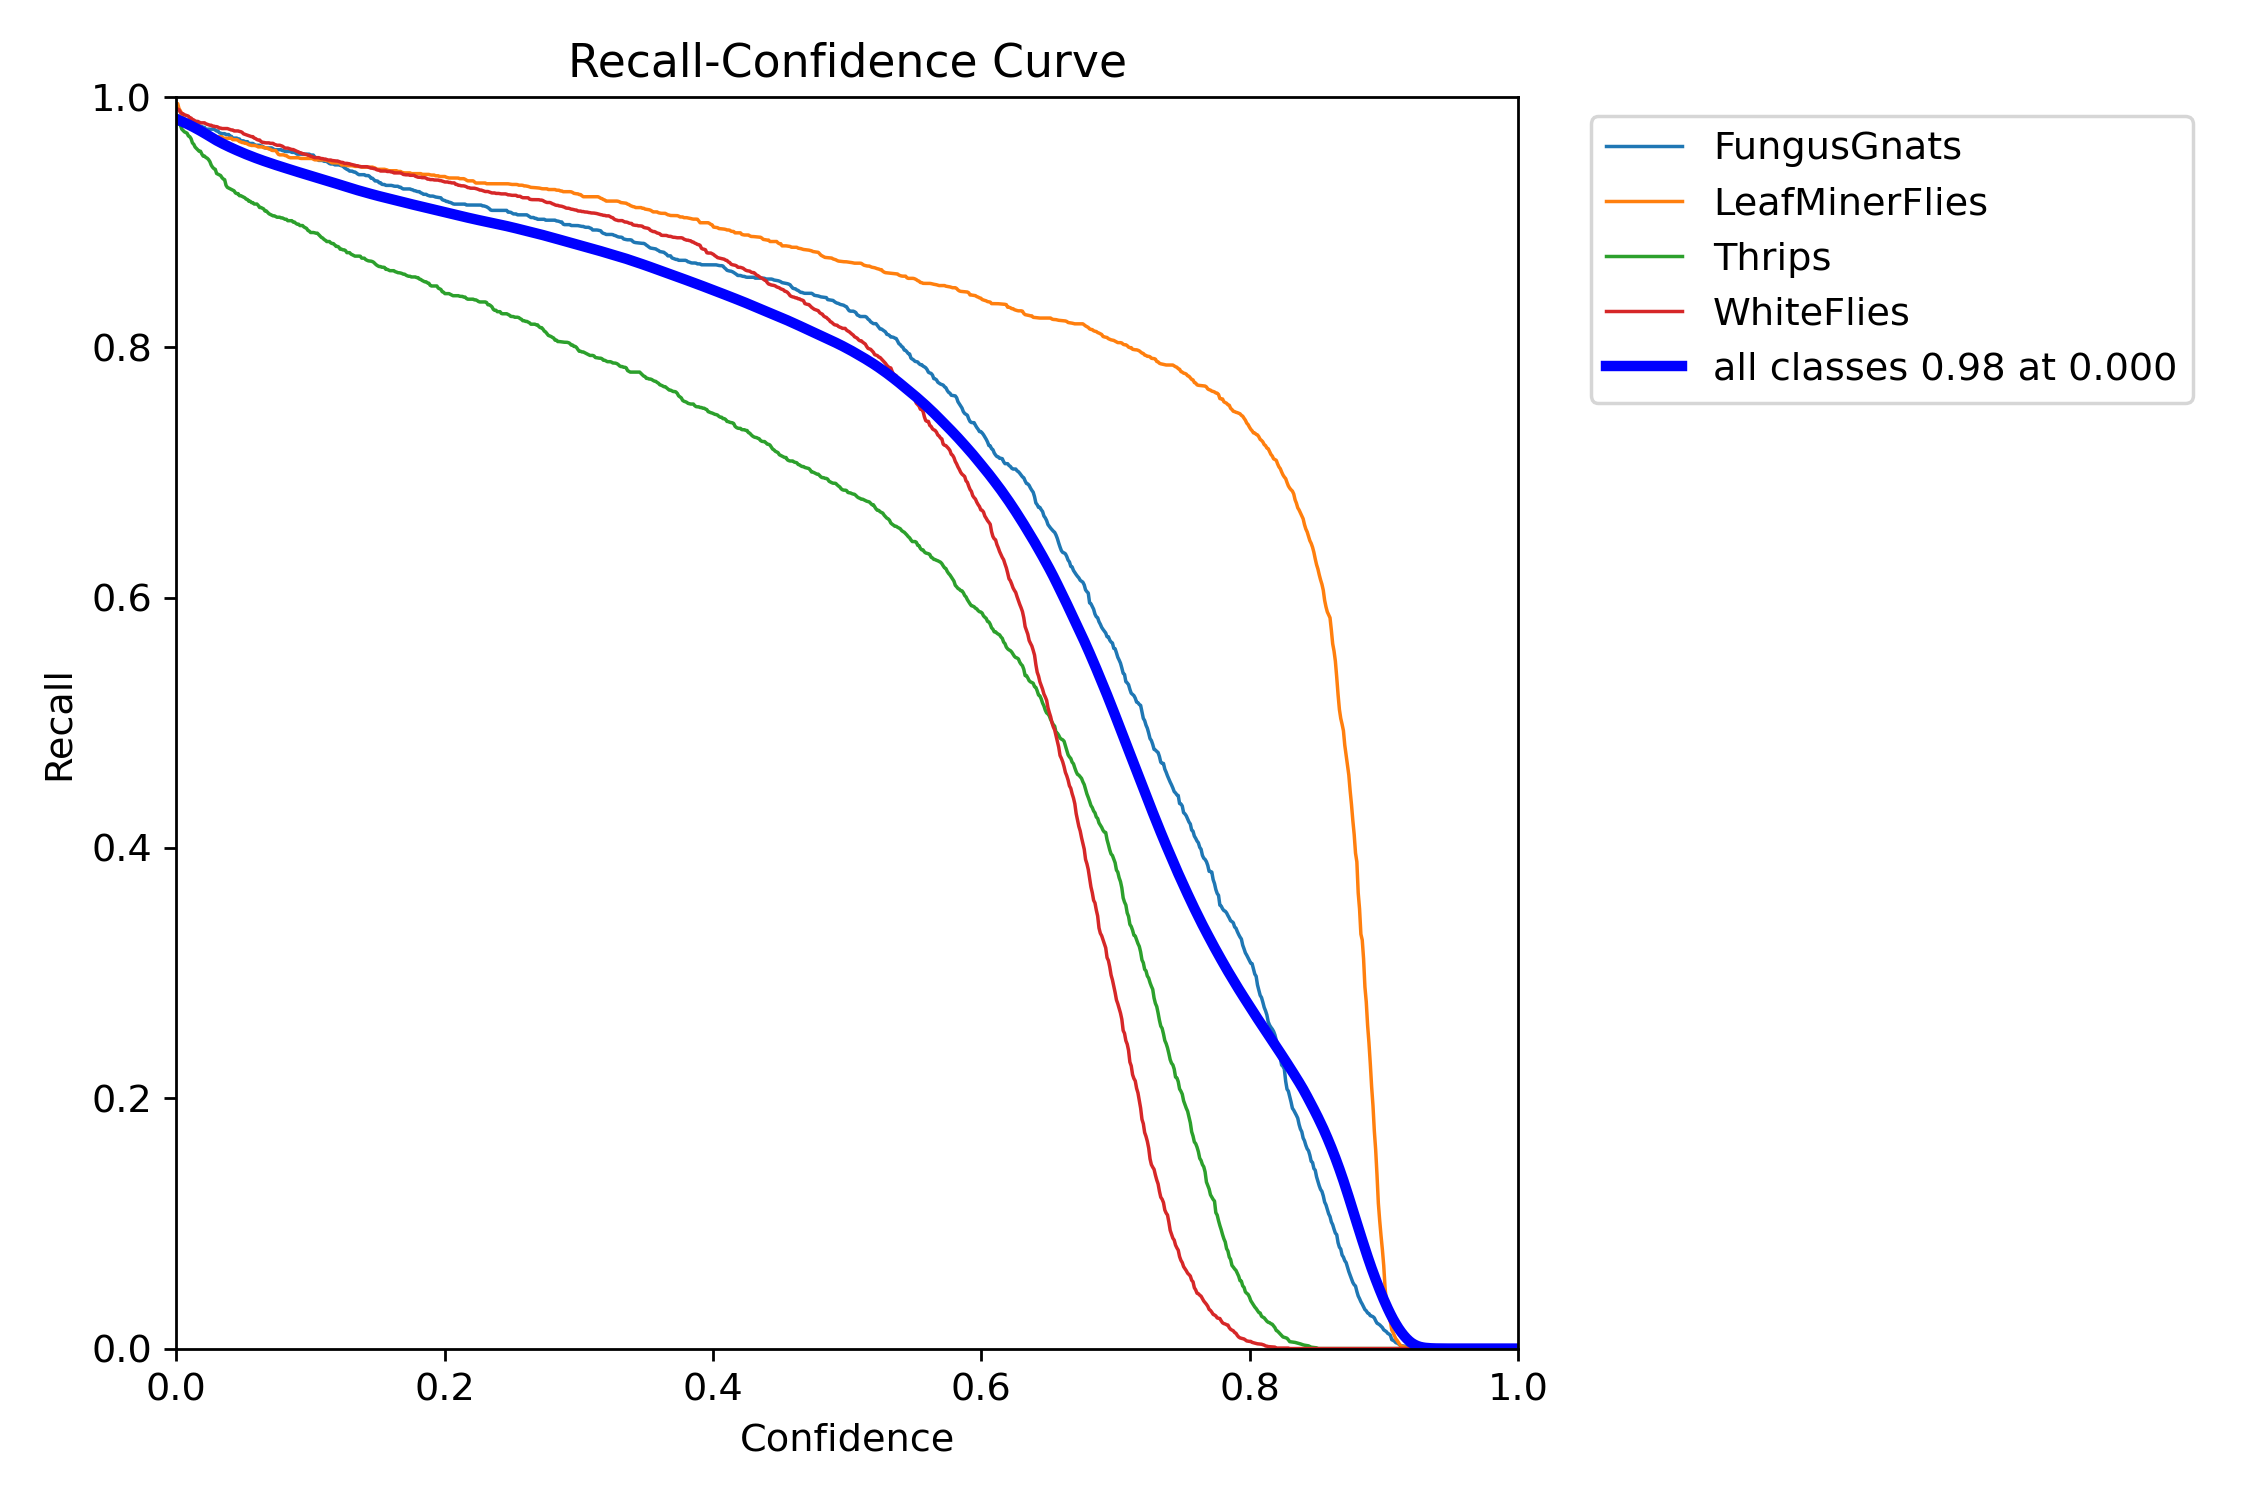 Recall-Confidence Curve
1.0
0.8
0.6
0.4
0.2
0.0
Recall
0.0 0.2 0.4 0.6 0.8 1.0
Confidence
FungusGnats
LeafMinerFlies
Thrips
WhiteFlies
all classes 0.98 at 0.000